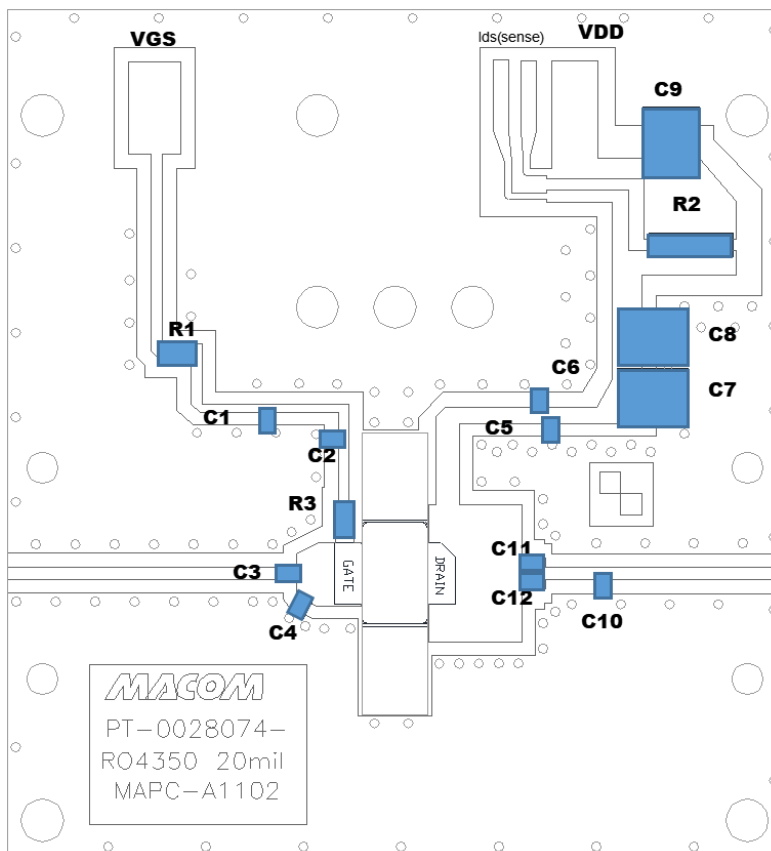 VGS
Ids(sense)
VDD
C9
R2
R1
C8
C6
C7
C1
C5
C2
R3
C11
C3
GATE
DRAIN
C12
C4
C10
MACOM
PT-0028074-
RO4350 20mil
MAPC-A1102